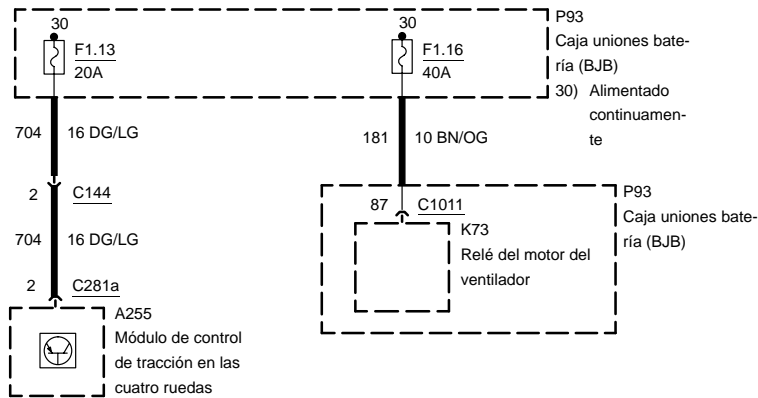 30
F1.13
20A
30
F1.16
40A
P93
Caja uniones bate-
ría (BJB)
30) Alimentado
continuamen-
te
704 16 DG/LG
181 10 BN/OG
2 C144
704 16 DG/LG
2 C281a
A255
Módulo de control
de tracción en las
cuatro ruedas
87 C1011
K73
Relé del motor del
ventilador
P93
Caja uniones bate-
ría (BJB)